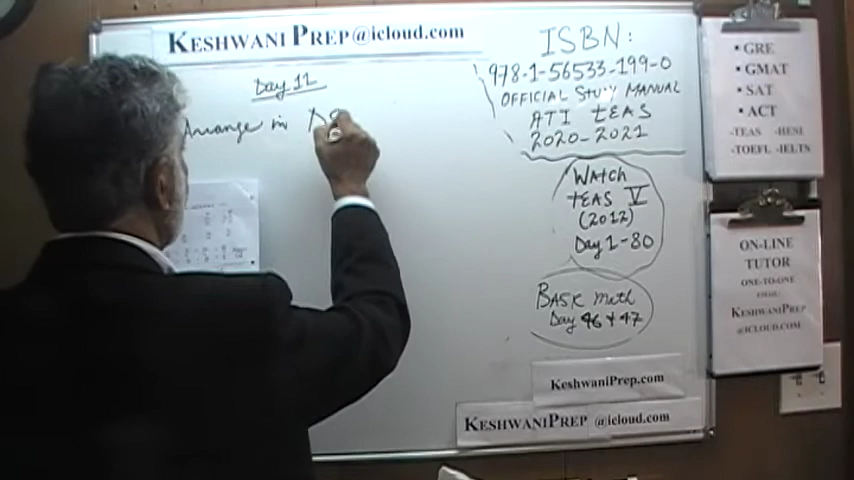 KESHWANI PREP@icloud.com
Day 11
Arrange in
ISBN:
978-1-56533-199-0
OFFICIAL STUDY MANUAL
ATI TEAS
2020-2021
WATCH
TEAS V
(2012)
Day 1-80
BASIC Math
Day 46 + 47
KESHWANIPREP.com
KESHWANIPREP@icloud.com
• GRE
• GMAT
• SAT
• ACT
-TEAS -HESI
-TOEFL -IELTS
ON-LINE
TUTOR
ONE-TO-ONE
KESHWANIPREP
@ICLOUD.COM